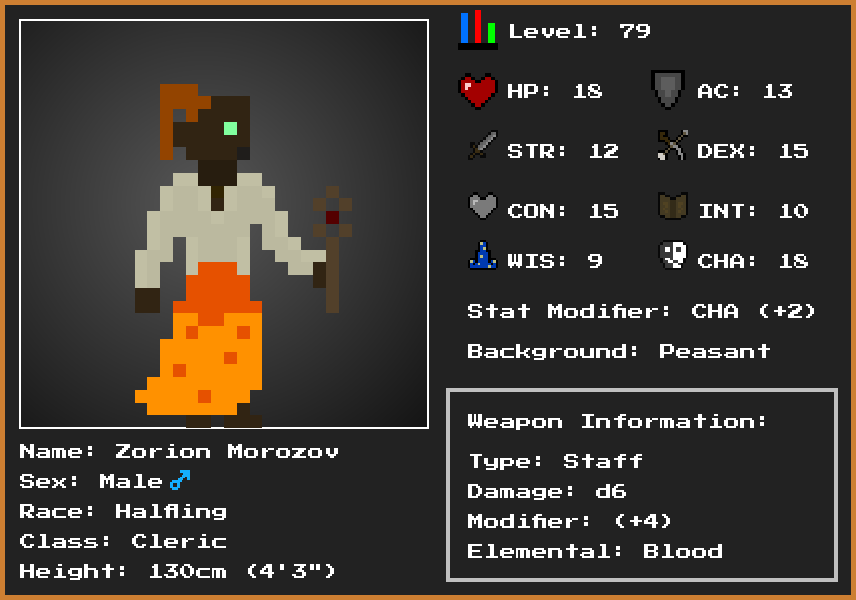 Level: 79
HP: 18 AC: 13
STR: 12 DEX: 15
CON: 15 INT: 10
WIS: 9 CHA: 18
Stat Modifier: CHA (+2)
Background: Peasant
Weapon Information:
Type: Staff
Damage: d6
Modifier: (+4)
Elemental: Blood
Name: Zorion Morozov
Sex: Male ♂
Race: Halfling
Class: Cleric
Height: 130cm (4'3")